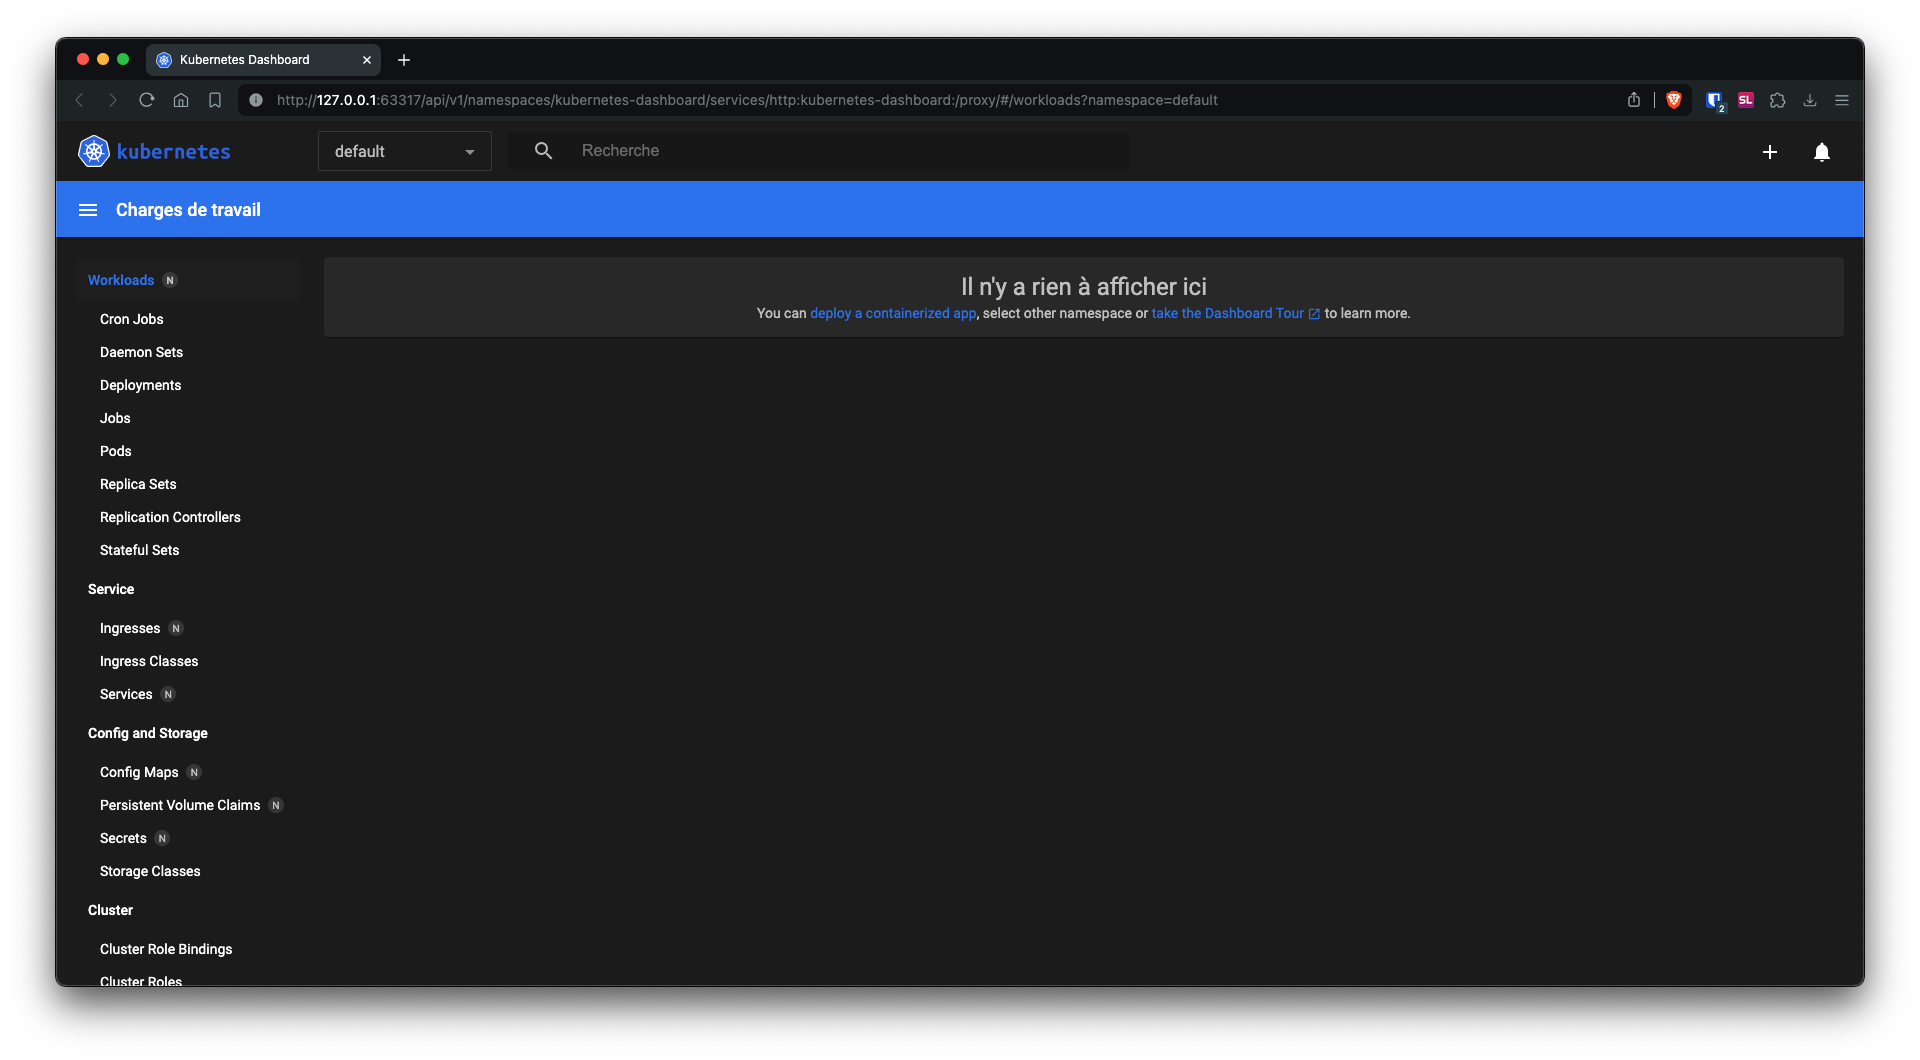 Kubernetes Dashboard
http://127.0.0.1:63317/api/v1/namespaces/kubernetes-dashboard/services/http:kubernetes-dashboard:/proxy/#/workloads?namespace=default
2
SL
kubernetes
default
Recherche
Charges de travail
Workloads N
Il n'y a rien à afficher ici
You can deploy a containerized app, select other namespace or take the Dashboard Tour to learn more.
Cron Jobs
Daemon Sets
Deployments
Jobs
Pods
Replica Sets
Replication Controllers
Stateful Sets
Service
Ingresses N
Ingress Classes
Services N
Config and Storage
Config Maps N
Persistent Volume Claims N
Secrets N
Storage Classes
Cluster
Cluster Role Bindings
Cluster Roles